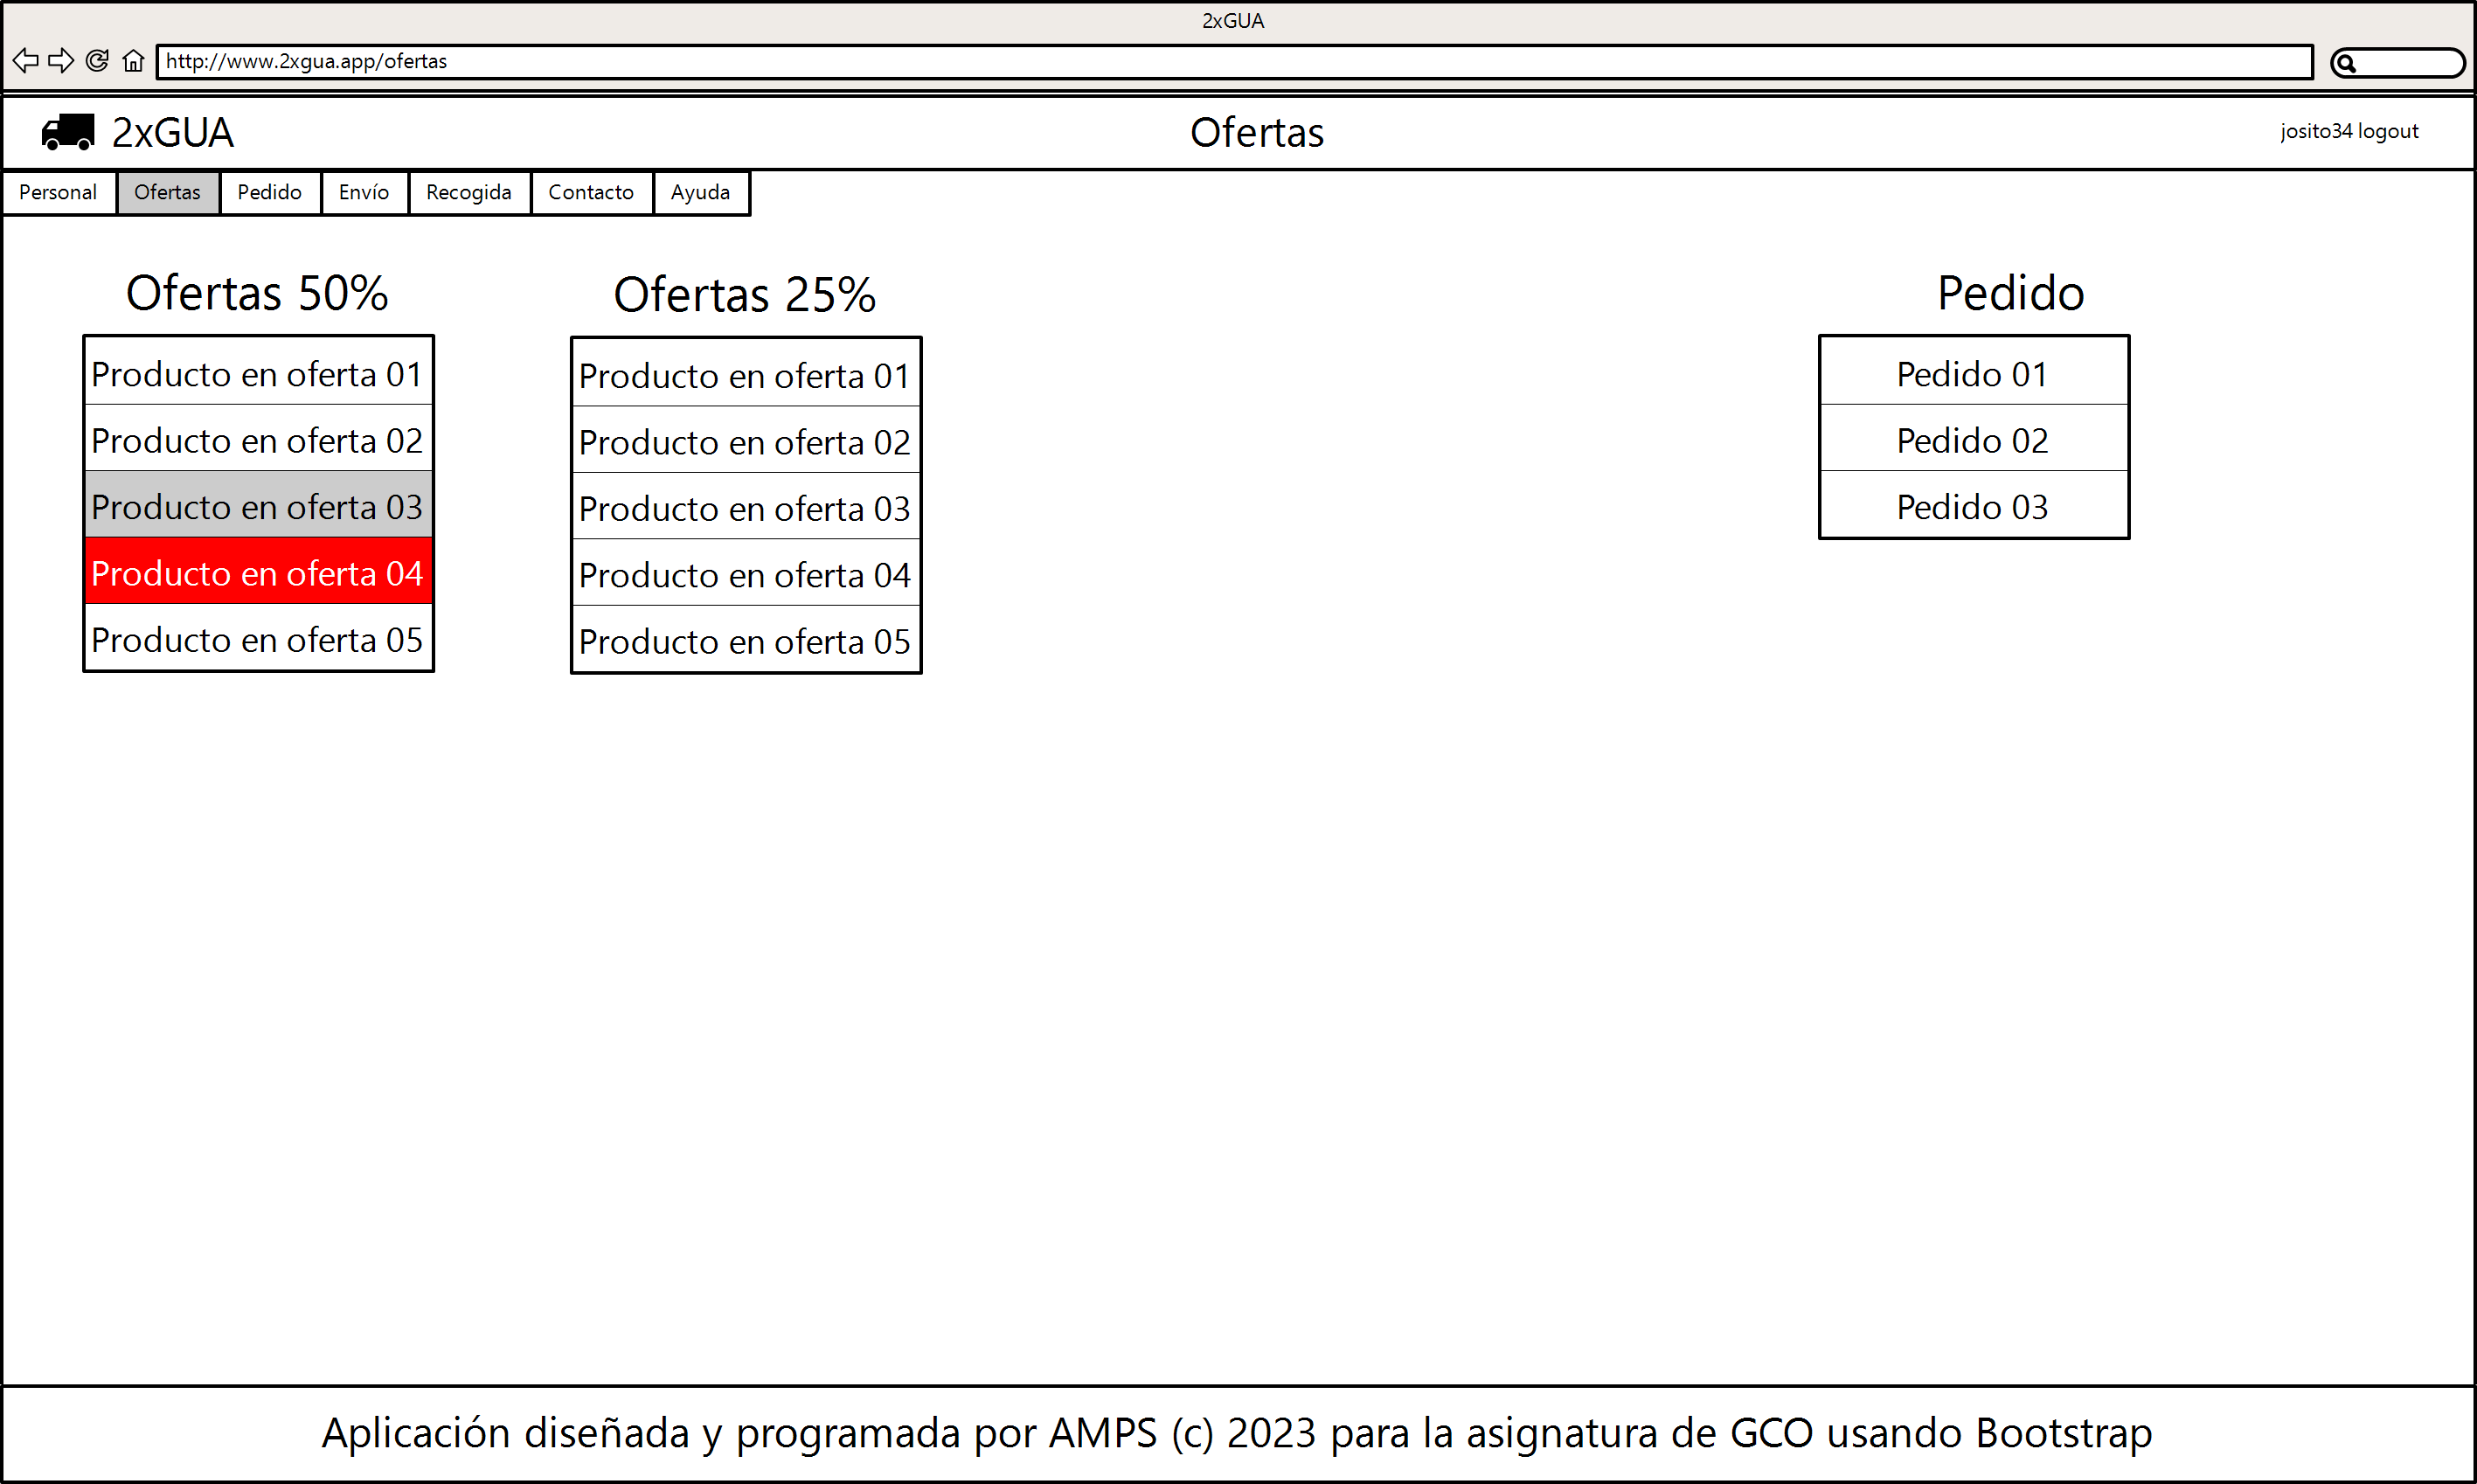 2xGUA
http://www.2xgua.app/ofertas
2xGUA
Ofertas
josito34 logout
Personal
Ofertas
Pedido
Envío
Recogida
Contacto
Ayuda
Ofertas 50%
Producto en oferta 01
Producto en oferta 02
Producto en oferta 03
Producto en oferta 04
Producto en oferta 05
Ofertas 25%
Producto en oferta 01
Producto en oferta 02
Producto en oferta 03
Producto en oferta 04
Producto en oferta 05
Pedido
Pedido 01
Pedido 02
Pedido 03
Aplicación diseñada y programada por AMPS (c) 2023 para la asignatura de GCO usando Bootstrap